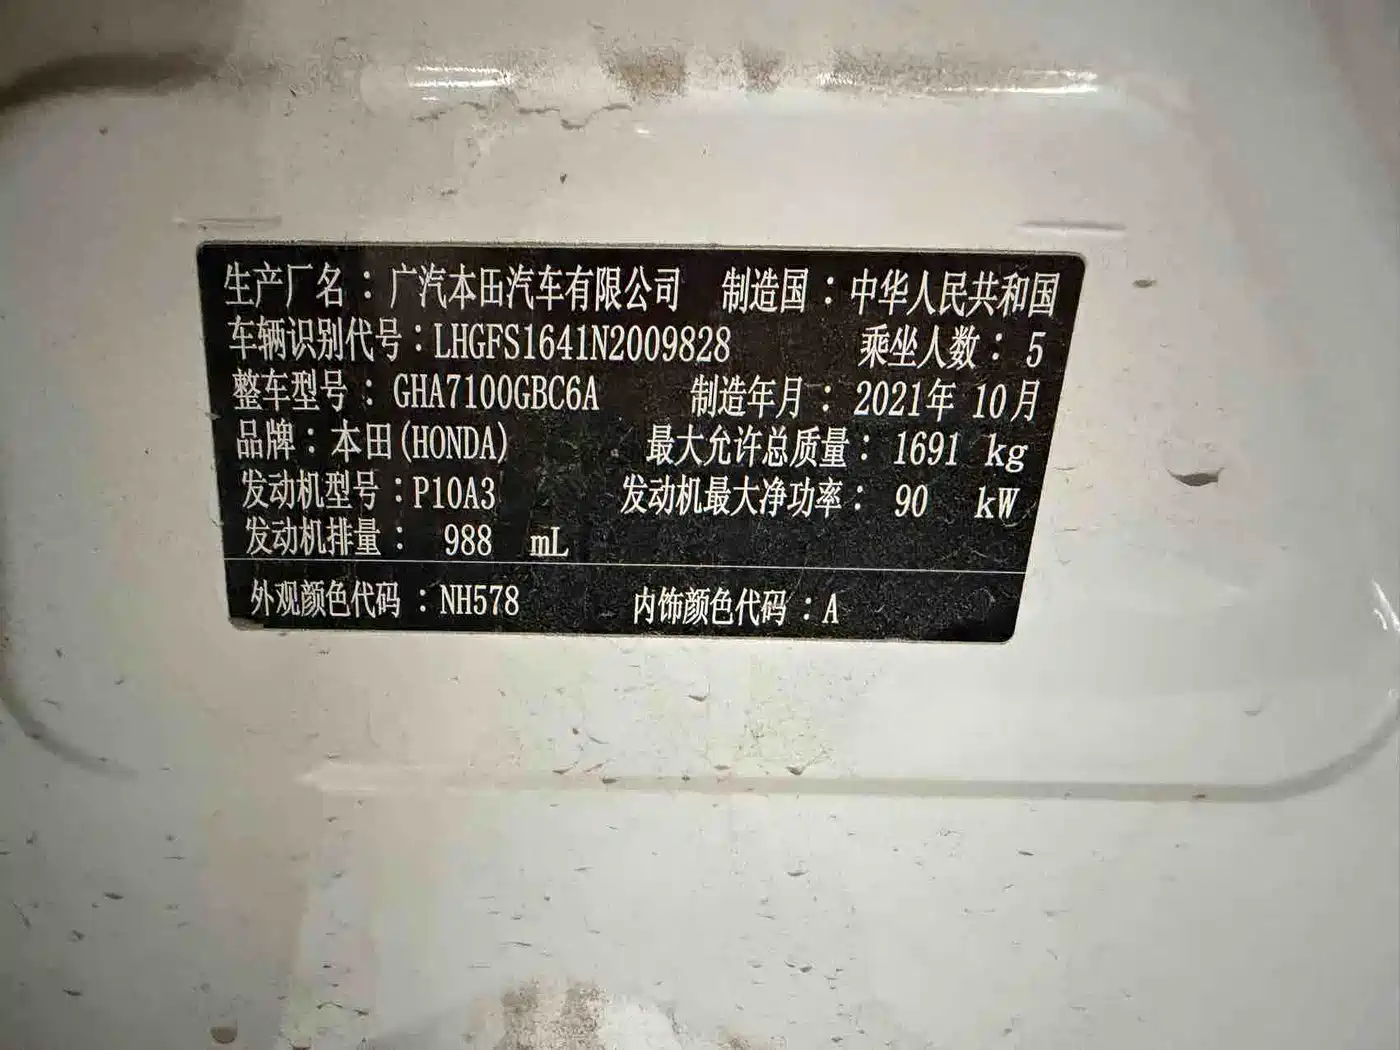 生产厂名：广汽本田汽车有限公司 制造国：中华人民共和国
车辆识别代号：LHGFS1641N2009828 乘坐人数：5
整车型号：GHA7100GBC6A 制造年月：2021年 10月
品牌：本田(HONDA) 最大允许总质量：1691 kg
发动机型号：P10A3 发动机最大净功率：90 kW
发动机排量：988 mL
外观颜色代码：NH578 内饰颜色代码：A